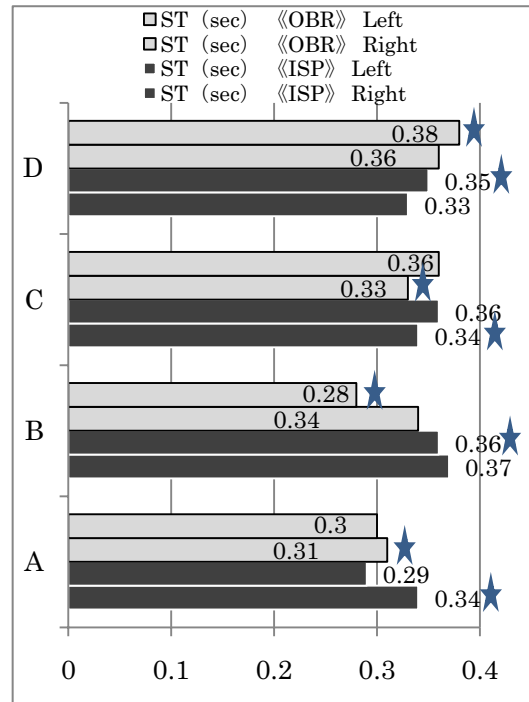 ST (sec) 《OBR》 Left
ST (sec) 《OBR》 Right
ST (sec) 《ISP》 Left
ST (sec) 《ISP》 Right
0.38
D
0.36
0.35
0.33
0.36
C
0.33
0.36
0.34
0.28
B
0.34
0.36
0.37
0.3
A
0.31
0.29
0.34
0 0.1 0.2 0.3 0.4